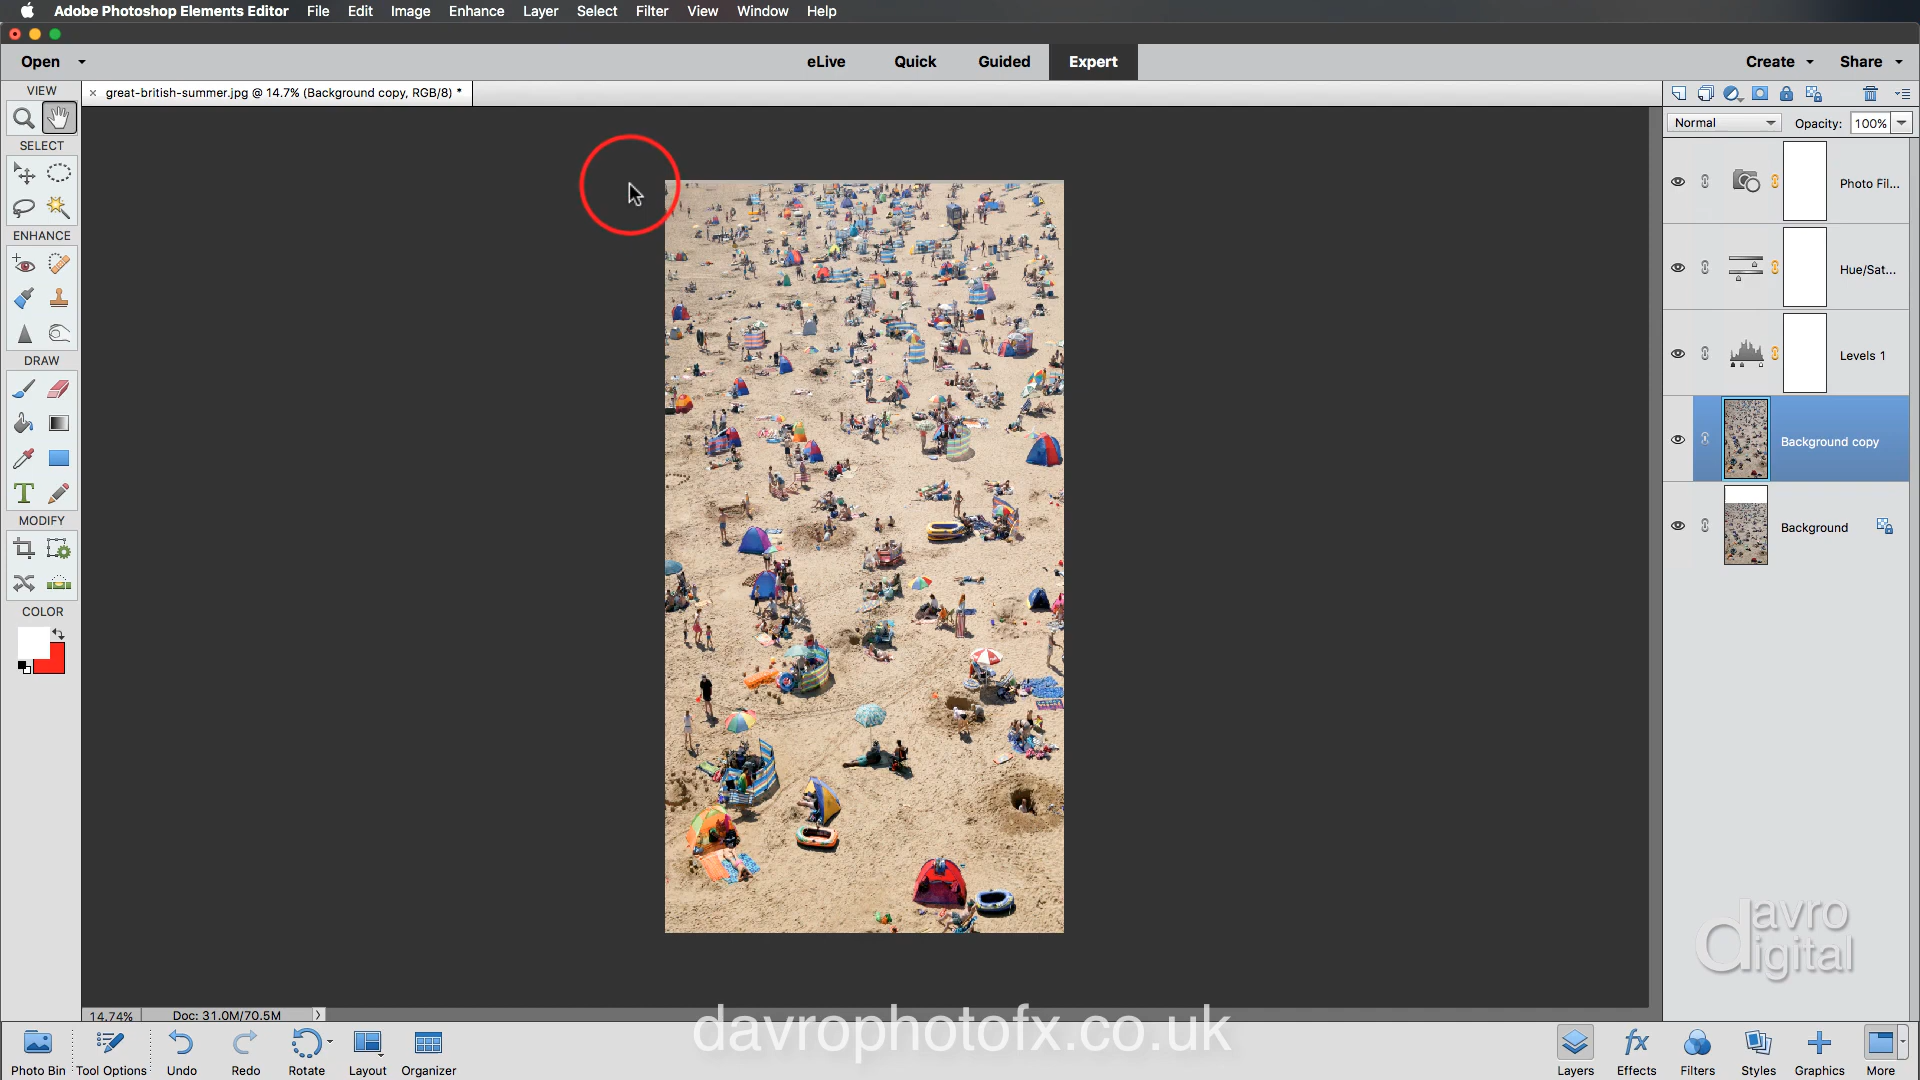 Adobe Photoshop Elements Editor File Edit Image Enhance Layer Select Filter View Window Help
Open eLive Quick Guided Expert Create Share
VIEW
× great-british-summer.jpg @ 14.7% (Background copy, RGB/8) *
Normal Opacity: 100%
SELECT
Photo Fil...
ENHANCE
Hue/Sat...
Levels 1
DRAW
Background copy
T
MODIFY
Background
COLOR
davro
digital
14.74% Doc: 31.0M/70.5M
davrophotofx.co.uk
fx
Photo Bin Tool Options Undo Redo Rotate Layout Organizer Layers Effects Filters Styles Graphics More